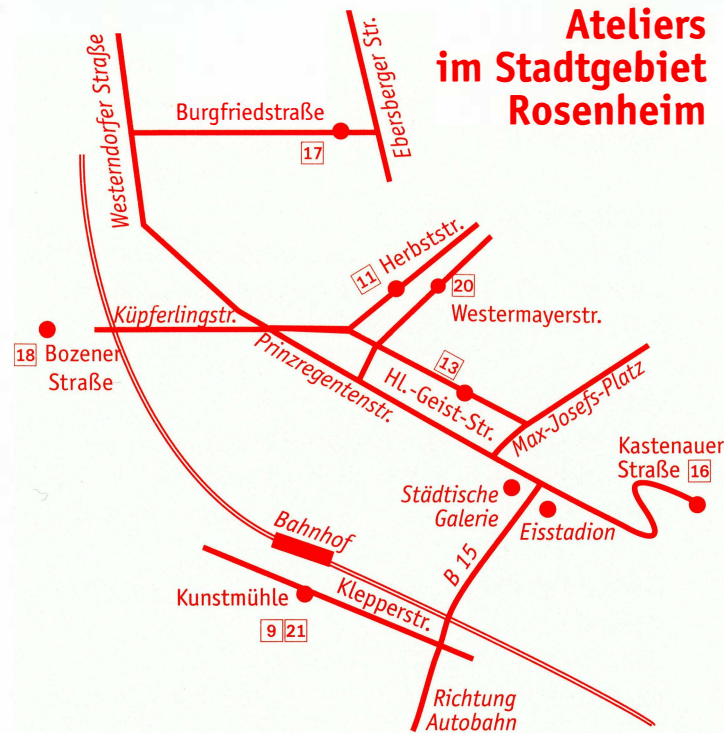 Ateliers
im Stadtgebiet
Rosenheim
Westerndorfer Straße
Burgfriedstraße
17
Ebersberger Str.
11 Herbststr.
20
Westermayerstr.
Küpferlingstr.
18 Bozener
Straße
Prinzregentenstr.
13
Hl.-Geist-Str.
Max-Josefs-Platz
Kastenauer
Straße 16
Städtische
Galerie
Eisstadion
B 15
Bahnhof
Klepperstr.
Kunstmühle
9 21
Richtung
Autobahn